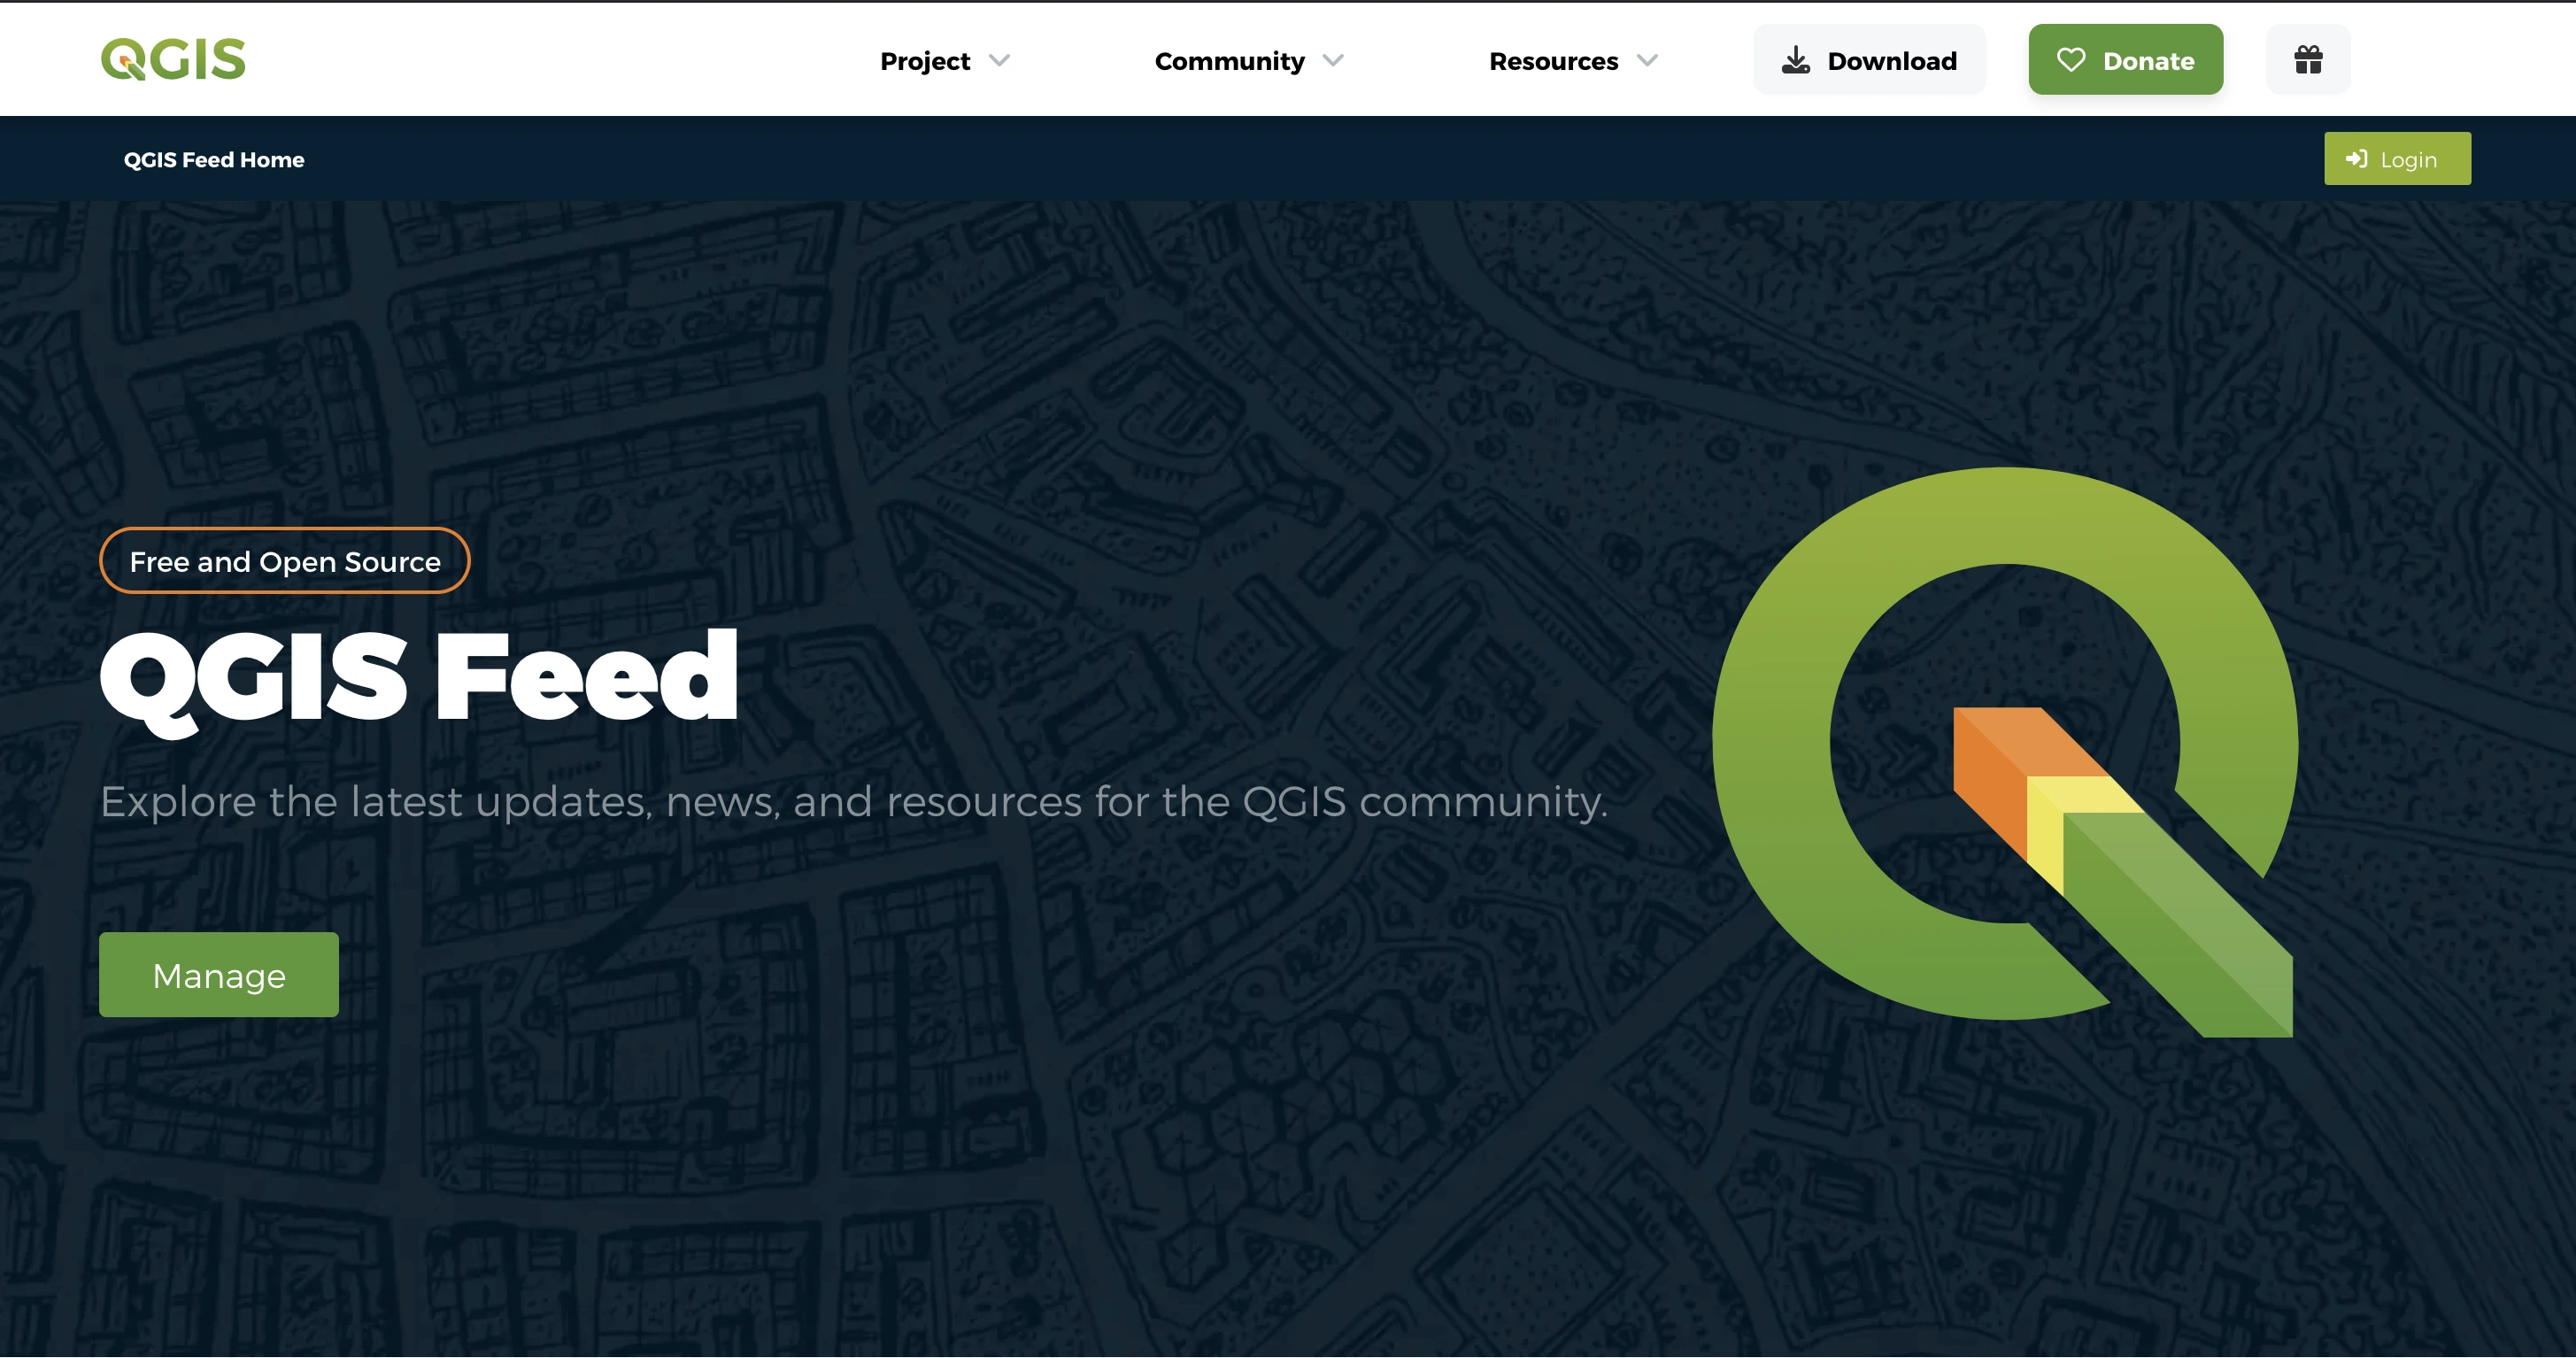 QGIS
Project
Community
Resources
Download
Donate
QGIS Feed Home
Login
Free and Open Source
QGIS Feed
Explore the latest updates, news, and resources for the QGIS community.
Manage